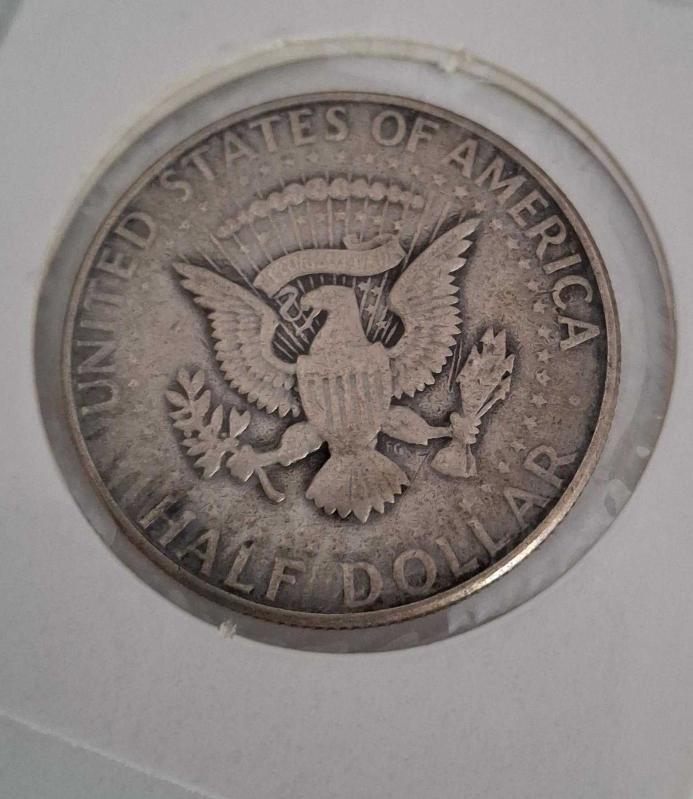 UNITED STATES OF AMERICA
HALF DOLLAR